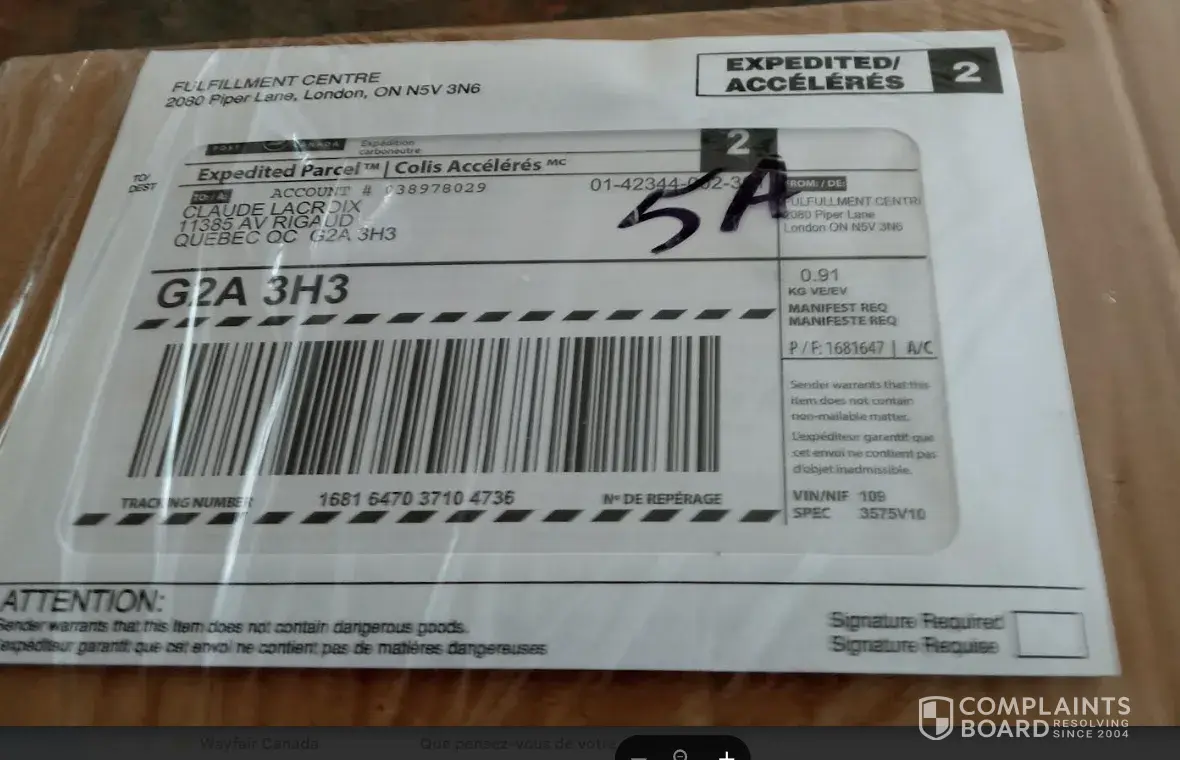 FULFILLMENT CENTRE
2080 Piper Lane, London, ON N5V 3N6
EXPEDITED/
ACCÉLÉRÉS
2
POST CANADA
Expédition
carboneutre
2
Expedited Parcel™ | Colis Accélérés MC
TO/
DEST
TO: / À:
ACCOUNT # 038978029
CLAUDE LACROIX
11385 AV RIGAUD
QUEBEC QC G2A 3H3
01-42344-
5A
FROM: / DE:
FULFULLMENT CENTR
2080 Piper Lane
London ON N5V 3N6
G2A 3H3
0.91
KG VE/EV
MANIFEST REQ
MANIFESTE REQ
P / F: 1681647 | A/C
Sender warrants that this
item does not contain
non-mailable matter.
L'expéditeur garantit que
cet envoi ne contient pas
d'objet inadmissible.
TRACKING NUMBER 1681 6470 3710 4736 Nº DE REPÉRAGE
VIN/NIF 109
SPEC 3575V10
ATTENTION:
Sender warrants that this item does not contain dangerous goods.
L'expéditeur garantit que cet envoi ne contient pas de matières dangereuses
Signature Required
Signature Requise
COMPLAINTS
BOARD RESOLVING
SINCE 2004
Wayfair Canada
Que pensez-vous de votre